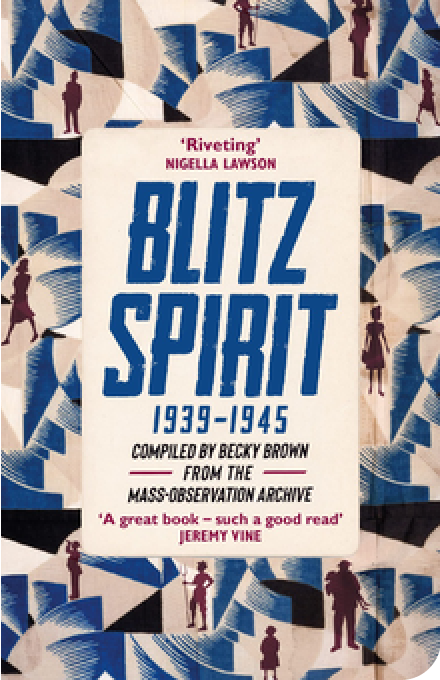 ‘Riveting’
NIGELLA LAWSON
BLITZ
SPIRIT
1939–1945
COMPILED BY BECKY BROWN
FROM THE
MASS-OBSERVATION ARCHIVE
‘A great book – such a good read’
JEREMY VINE